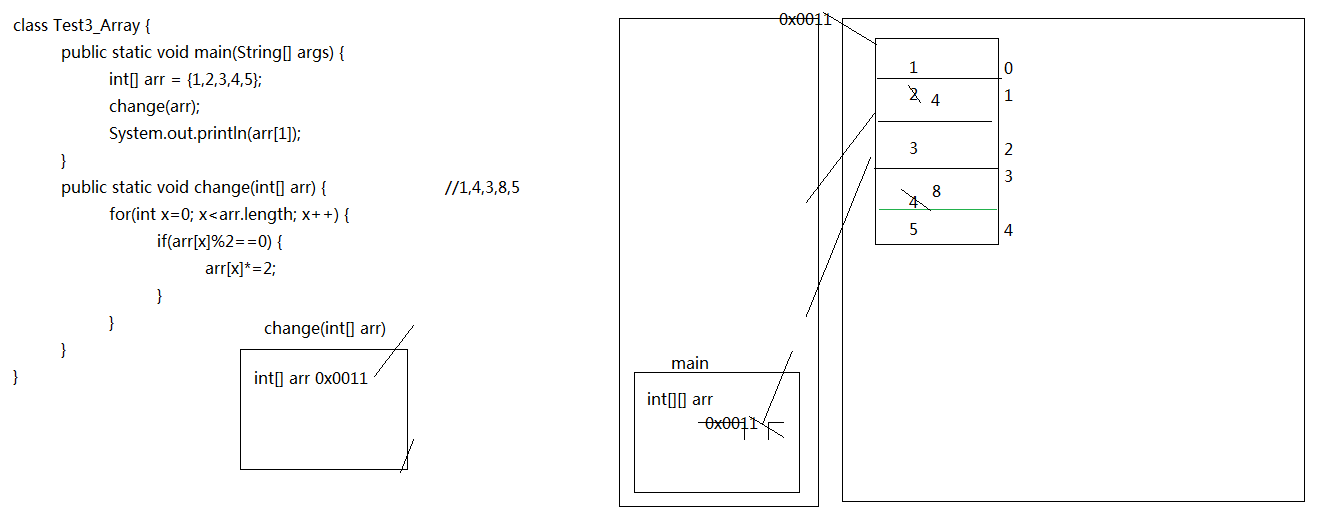 class Test3_Array {
public static void main(String[] args) {
int[] arr = {1,2,3,4,5};
change(arr);
System.out.println(arr[1]);
}
public static void change(int[] arr) { //1,4,3,8,5
for(int x=0; x<arr.length; x++) {
if(arr[x]%2==0) {
arr[x]*=2;
}
}
}
}
change(int[] arr)
int[] arr 0x0011
0x0011
1 0
2 4 1
3 2
3
4 8
5 4
main
int[][] arr
0x0011